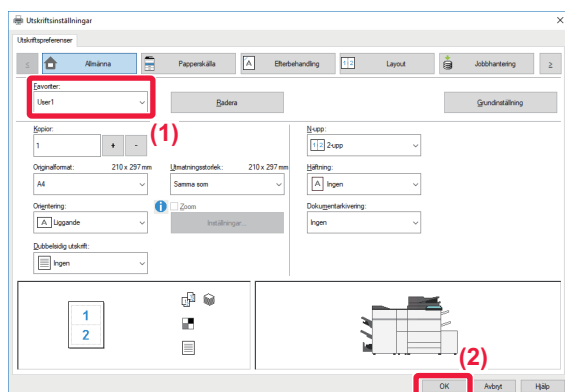 Utskriftsinställningar
Utskriftspreferenser
Allmänna Papperskälla Efterbehandling Layout Jobbhantering
Favoriter:
User1 Radera Grundinställning
(1)
Kopior: N-upp:
1 + - 1 2 2-upp
Originalformat: 210 x 297 mm Utmatningsstorlek: 210 x 297 mm Häftning:
A4 Samma som A Ingen
Orientering: Zoom Dokumentarkivering:
A Liggande Inställningar... Ingen
Dubbelsidig utskrift:
Ingen
1
2
(2)
OK Avbryt Hjälp